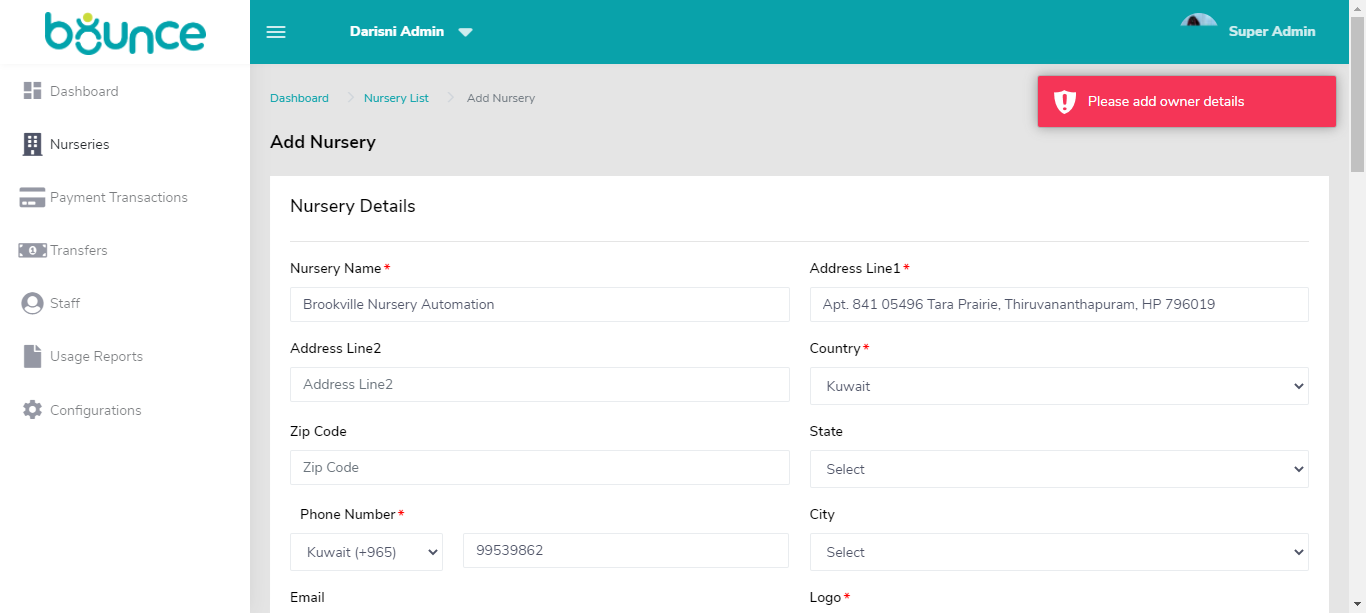 bounce
Darisni Admin
Super Admin
Dashboard
Nurseries
Payment Transactions
Transfers
Staff
Usage Reports
Configurations
Dashboard Nursery List Add Nursery
Please add owner details
Add Nursery
Nursery Details
Nursery Name* Address Line1*
Brookville Nursery Automation Apt. 841 05496 Tara Prairie, Thiruvananthapuram, HP 796019
Address Line2 Country*
Address Line2 Kuwait
Zip Code State
Zip Code Select
Phone Number* City
Kuwait (+965) 99539862 Select
Email Logo*